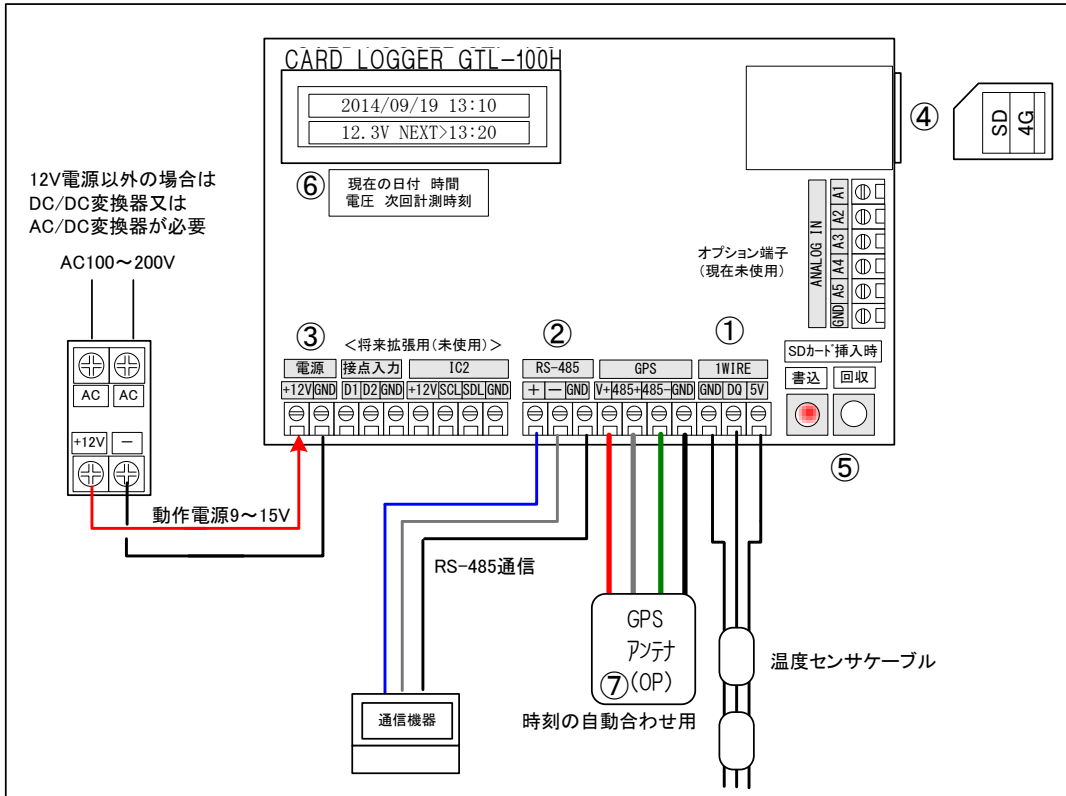 CARD LOGGER GTL-100H
2014/09/19 13:10
12.3V NEXT>13:20
⑥
現在の日付 時間
電圧 次回計測時刻
④
SD
4G
12V電源以外の場合は
DC/DC変換器又は
AC/DC変換器が必要
AC100～200V
AC AC
+12V －
動作電源9～15V
オプション端子
(現在未使用)
ANALOG IN
A1
A2
A3
A4
A5
GND
③
＜将来拡張用(未使用)＞
②
①
電源 接点入力 IC2 RS-485 GPS 1WIRE
+12V GND D1 D2 GND +12V SCL SDL GND ＋ － GND V+ 485+ 485- GND GND DQ 5V
SDカード挿入時
書込 回収
⑤
RS-485通信
通信機器
GPS
アンテナ
⑦(OP)
時刻の自動合わせ用
温度センサケーブル